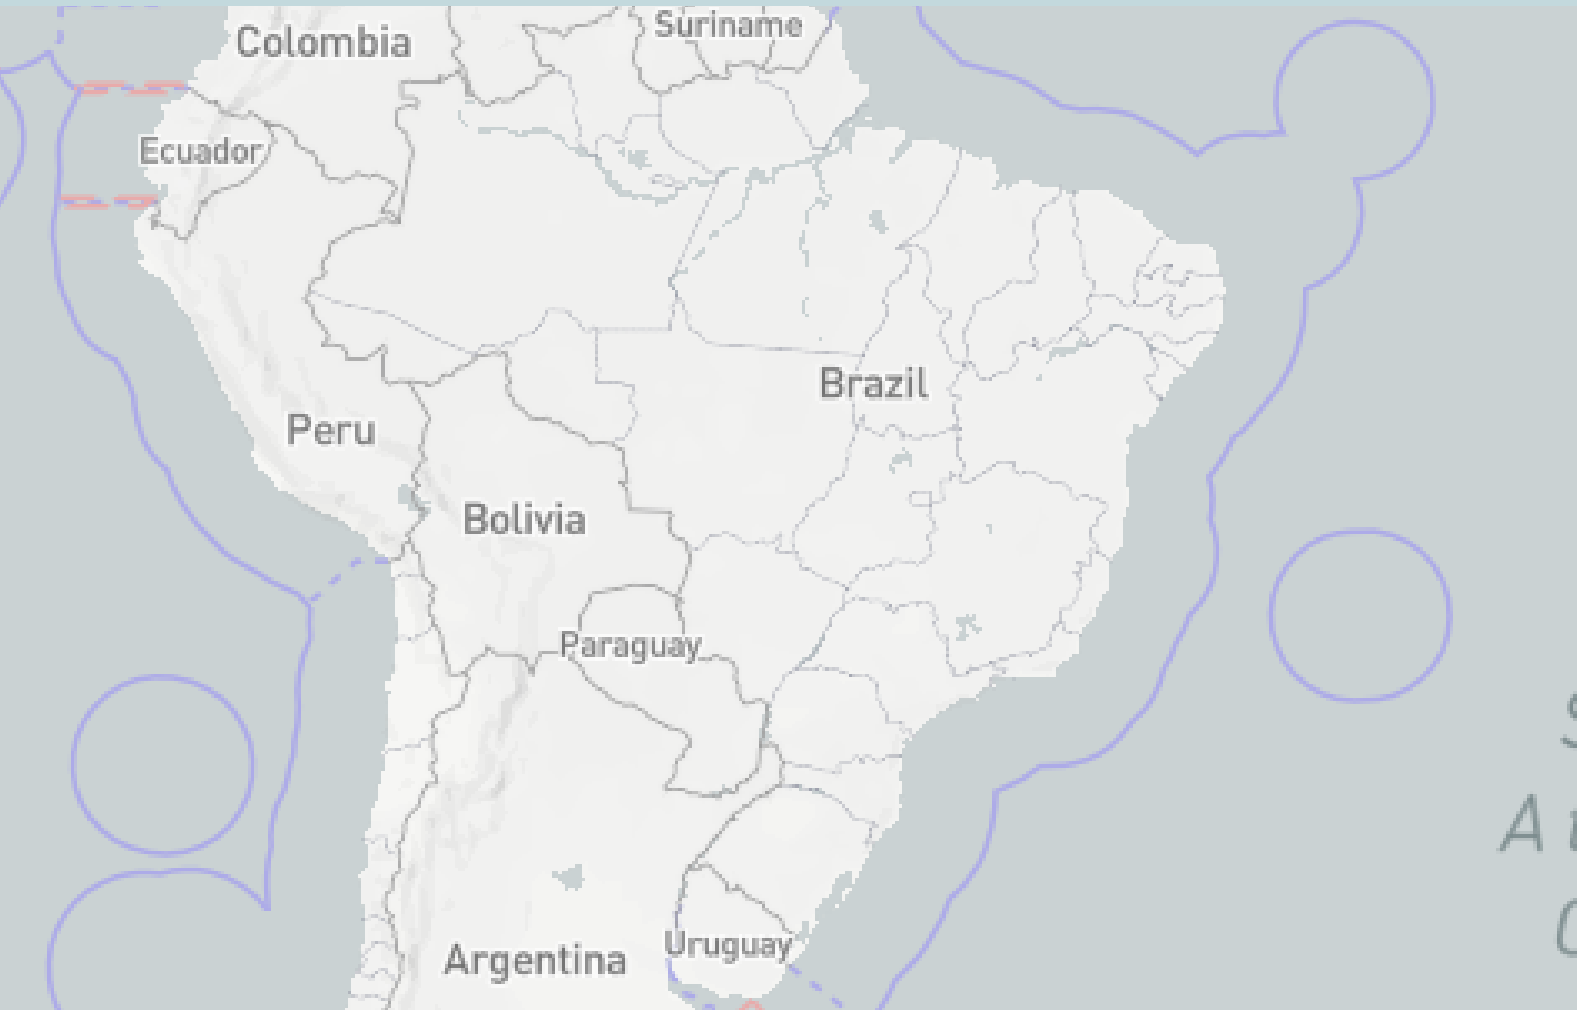 Suriname
Colombia
Ecuador
Brazil
Peru
Bolivia
Paraguay
Uruguay
Argentina